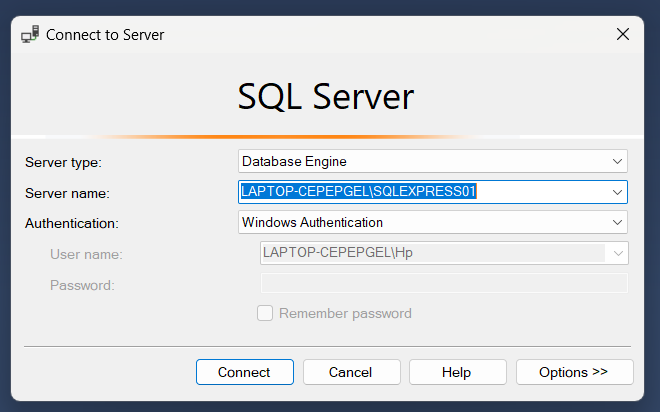 Connect to Server
SQL Server
Server type: Database Engine
Server name: LAPTOP-CEPEPGEL\SQLEXPRESS01
Authentication: Windows Authentication
User name: LAPTOP-CEPEPGEL\Hp
Password:
Remember password
Connect Cancel Help Options >>